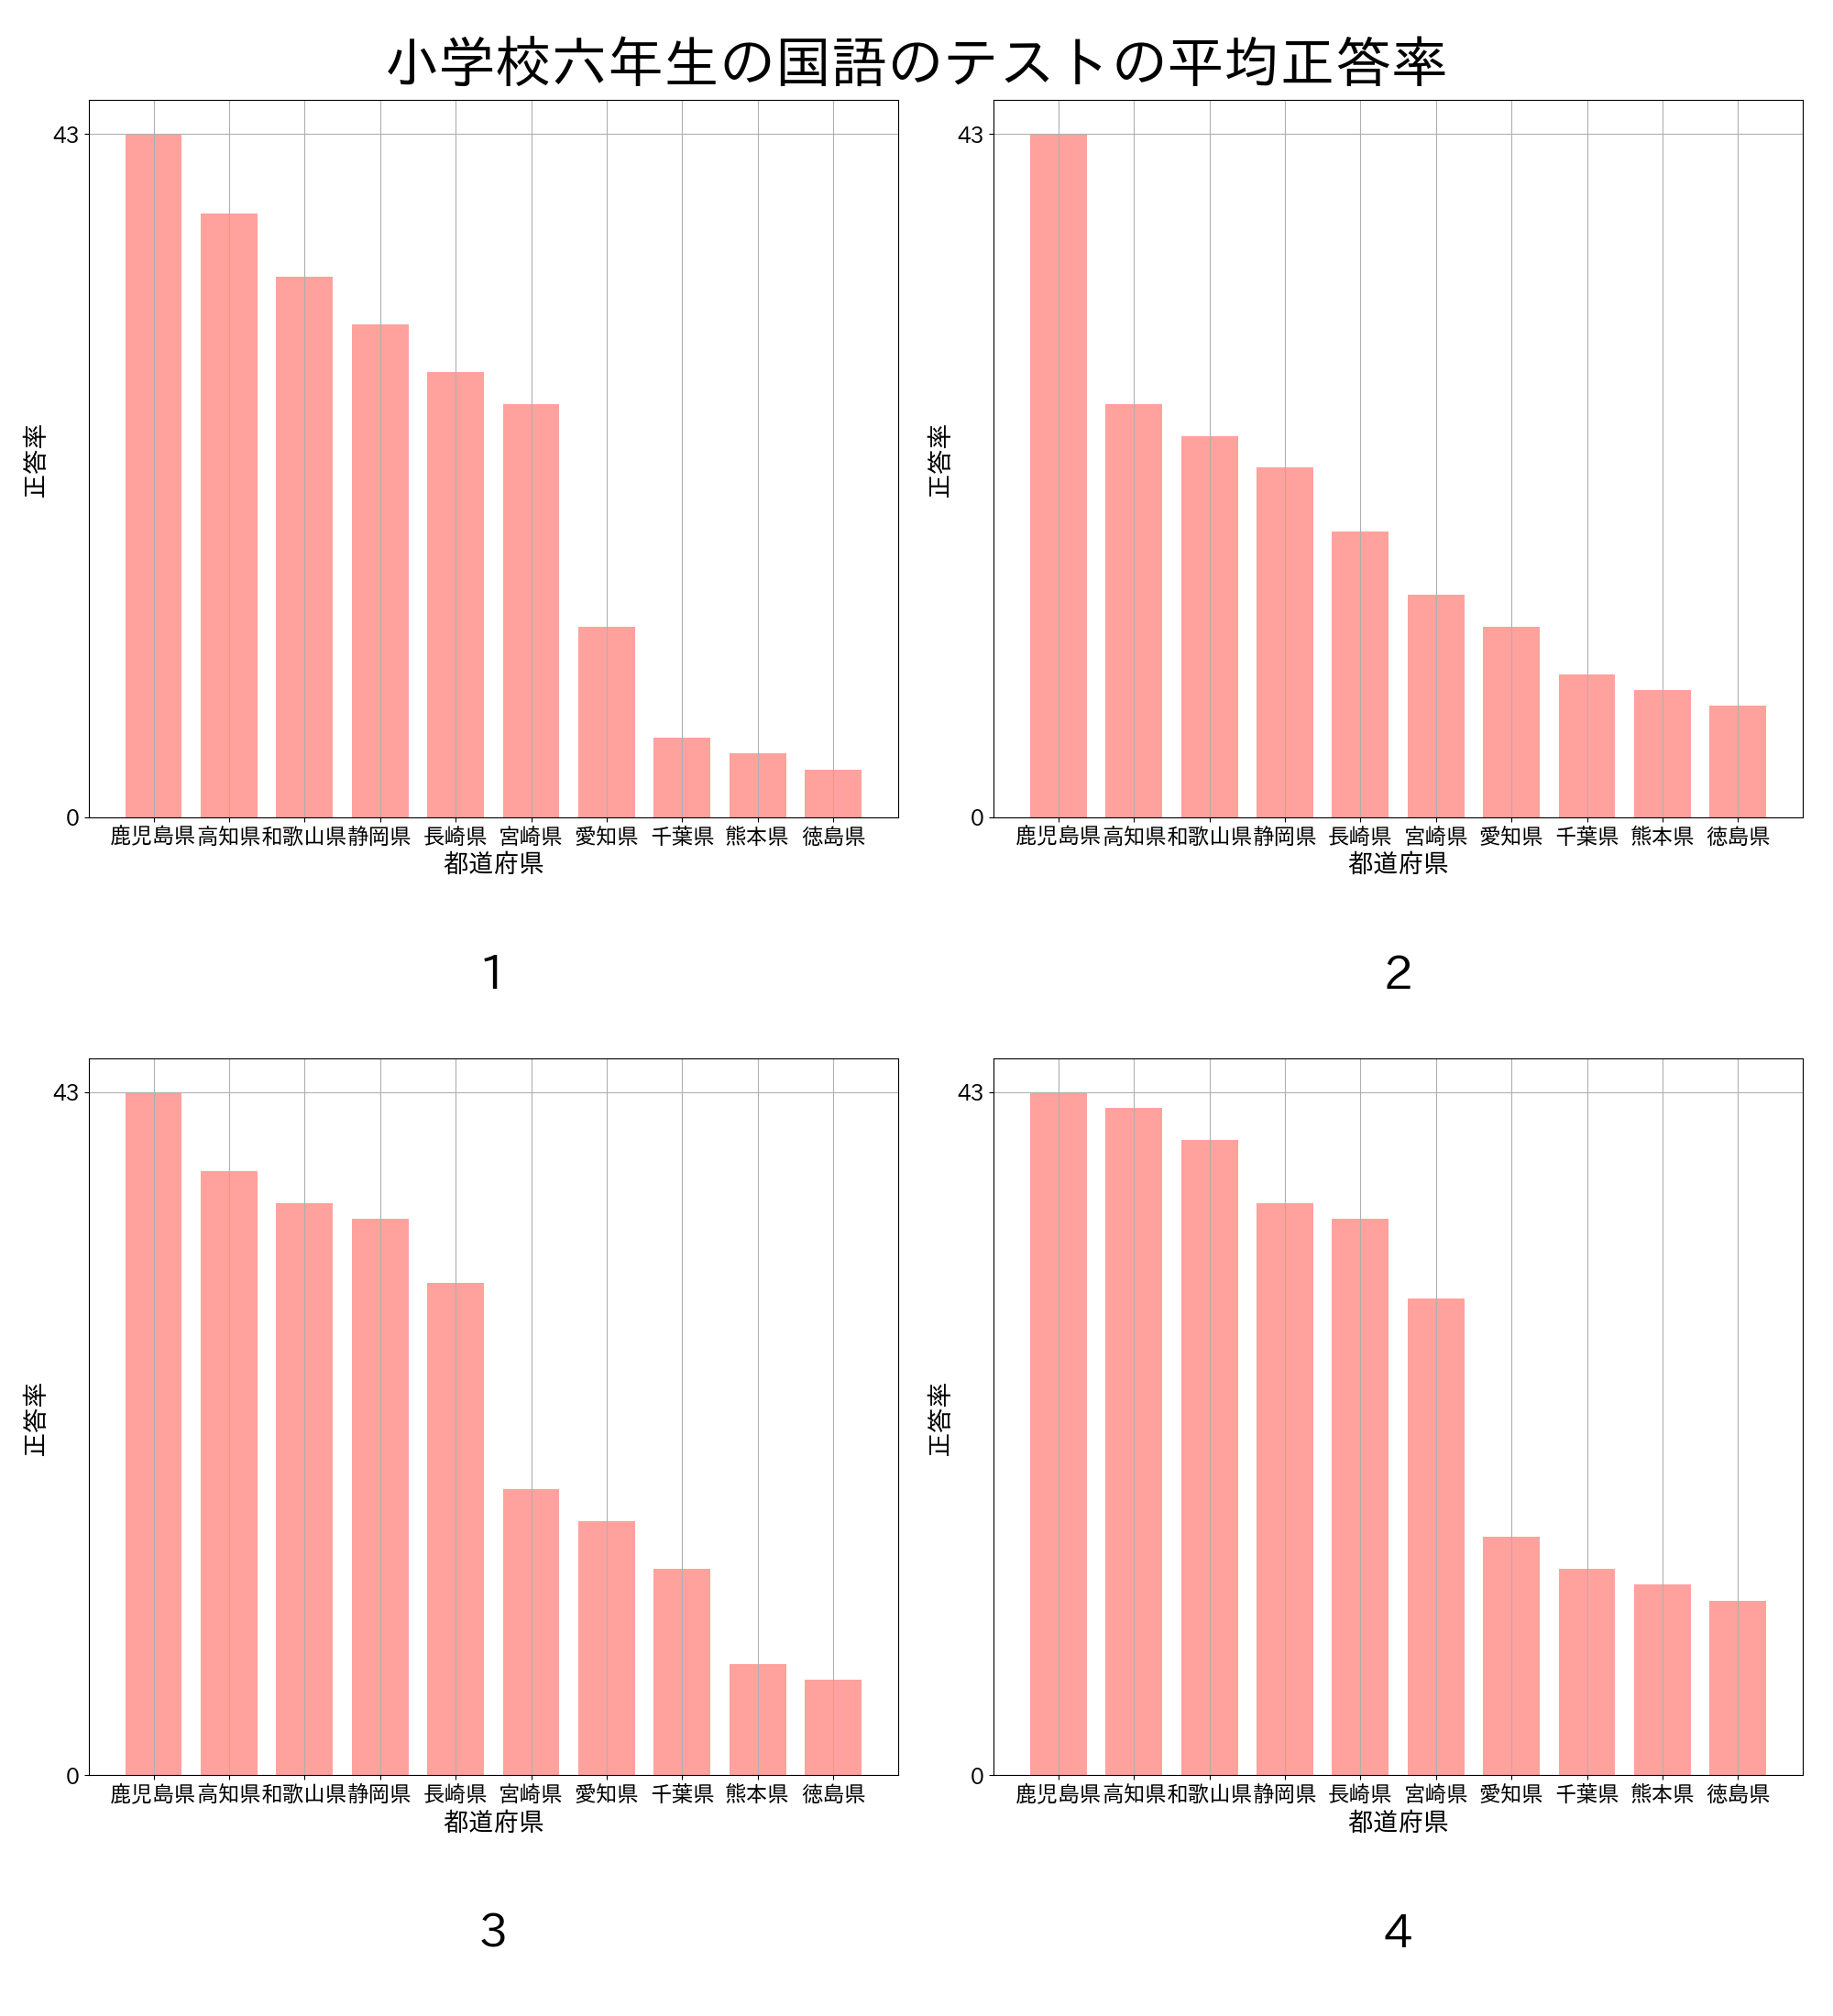 小学校六年生の国語のテストの平均正答率
43
0
正答率
鹿児島県 高知県 和歌山県 静岡県 長崎県 宮崎県 愛知県 千葉県 熊本県 徳島県
都道府県
1
43
0
正答率
鹿児島県 高知県 和歌山県 静岡県 長崎県 宮崎県 愛知県 千葉県 熊本県 徳島県
都道府県
2
43
0
正答率
鹿児島県 高知県 和歌山県 静岡県 長崎県 宮崎県 愛知県 千葉県 熊本県 徳島県
都道府県
3
43
0
正答率
鹿児島県 高知県 和歌山県 静岡県 長崎県 宮崎県 愛知県 千葉県 熊本県 徳島県
都道府県
4